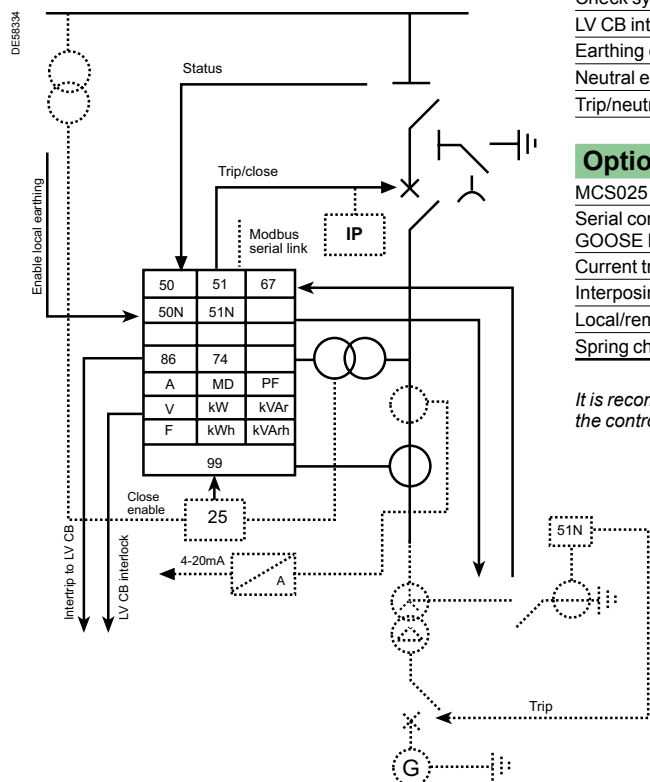 DE58334
Status
Trip/close
Enable local earthing
Modbus
serial link
IP
50 51 67
50N 51N
86 74
A MD PF
V kW kVAr
F kWh kVArh
99
Close
enable
25
4-20mA
A
Intertrip to LV CB
LV CB interlock
51N
Trip
G
LV CB int
Earthing
Neutral e
Trip/neutr
Optio
MCS025
Serial con
GOOSE
Current tr
Interposin
Local/rem
Spring ch
It is recor
the contro